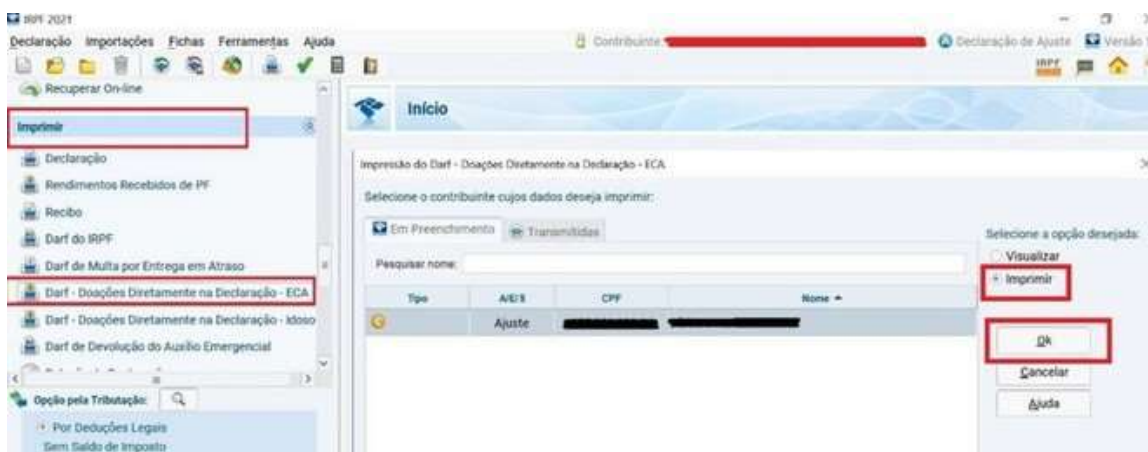 IRPF 2021
Declaração Importações Fichas Ferramentas Ajuda
Contribuinte
Declaração de Ajuste
Versão
IRPF
Recuperar On-line
Início
Imprimir
Declaração
Rendimentos Recebidos de PF
Recibo
Darf do IRPF
Darf de Multa por Entrega em Atraso
Darf - Doações Diretamente na Declaração - ECA
Darf - Doações Diretamente na Declaração - Idoso
Darf de Devolução do Auxílio Emergencial
Opção pela Tributação:
Por Deduções Legais
Sem Saldo de Imposto
Impressão do Darf - Doações Diretamente na Declaração - ECA
Selecione o contribuinte cujos dados deseja imprimir:
Em Preenchimento
Transmitidas
Pesquisar nome:
Tipo A/E/S CPF Nome
Ajuste
Selecione a opção desejada:
Visualizar
Imprimir
Ok
Cancelar
Ajuda